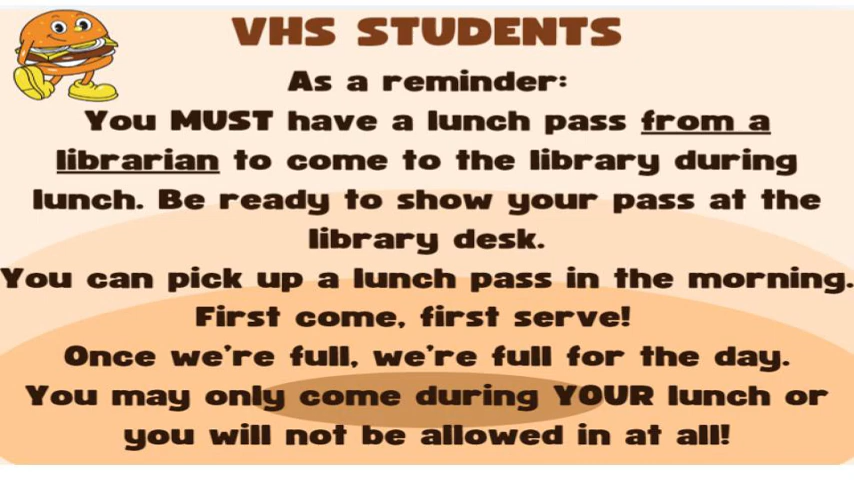 VHS STUDENTS
As a reminder:
You MUST have a lunch pass from a
librarian to come to the library during
lunch. Be ready to show your pass at the
library desk.
You can pick up a lunch pass in the morning.
First come, first serve!
Once we're full, we're full for the day.
You may only come during YOUR lunch or
you will not be allowed in at all!